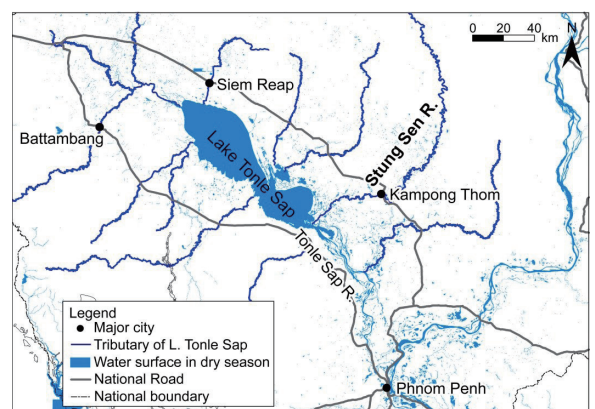 0 20 40
km
N
Siem Reap
Battambang
Lake Tonle Sap
Stung Sen R.
Kampong Thom
Tonle Sap R.
Legend
Major city
Tributary of L. Tonle Sap
Water surface in dry season
National Road
National boundary
Phnom Penh